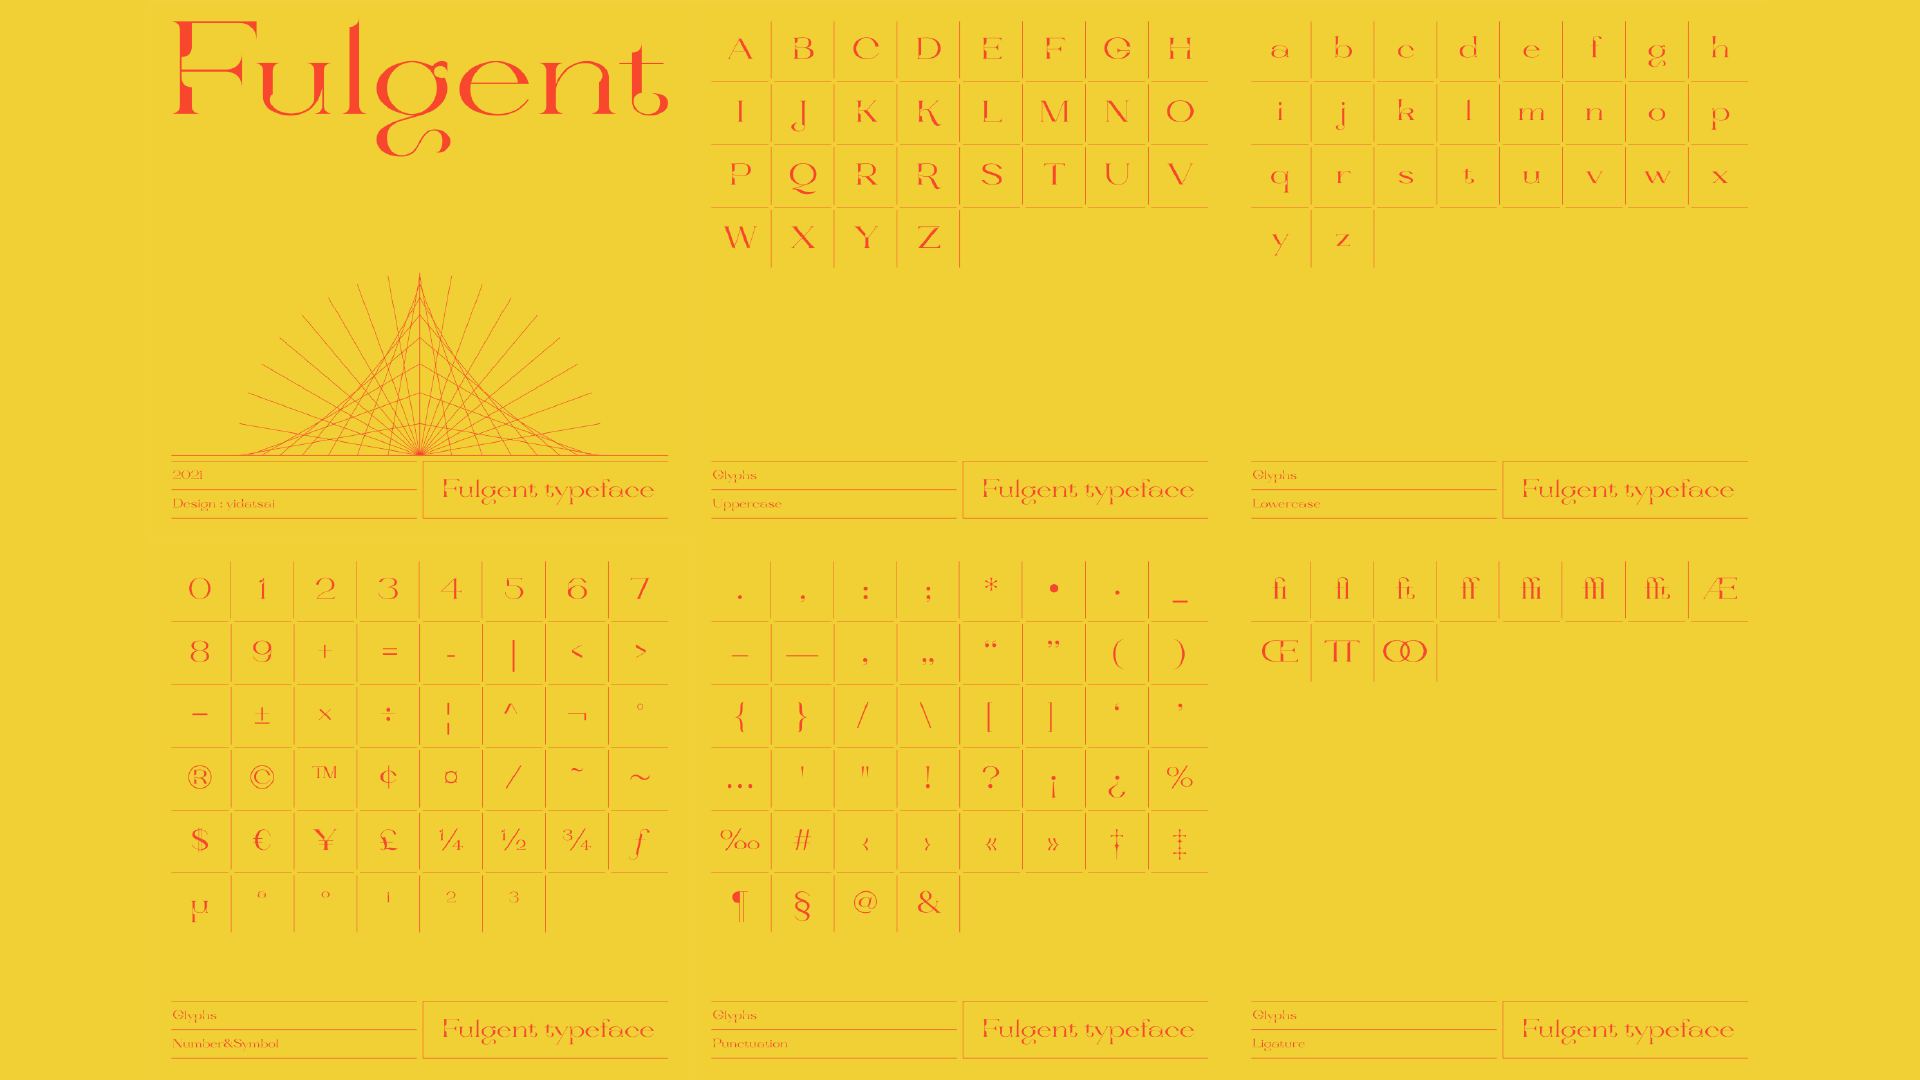 Fulgent
2021
Design : yidatsai
Fulgent typeface
A B C D E F G H
I J K K L M N O
P Q R R S T U V
W X Y Z
Glyphs
Uppercase
Fulgent typeface
a b c d e f g h
i j k l m n o p
q r s t u v w x
y z
Glyphs
Lowercase
Fulgent typeface
0 1 2 3 4 5 6 7
8 9 + = - | < >
− ± × ÷ ¦ ^ ¬ °
® © ™ ¢ ¤ ⁄ ˜ ~
$ € ¥ £ ¼ ½ ¾ ƒ
µ ª º ¹ ² ³
Glyphs
Number&Symbol
Fulgent typeface
. , : ; * • · _
– — ‚ „ “ ” ( )
{ } / \ [ ] ‘ ’
… ' " ! ? ¡ ¿ %
‰ # ‹ › « » † ‡
¶ § @ &
Glyphs
Punctuation
Fulgent typeface
fi fl ft ff ffi ffl fft Æ
Œ TT OO
Glyphs
Ligature
Fulgent typeface